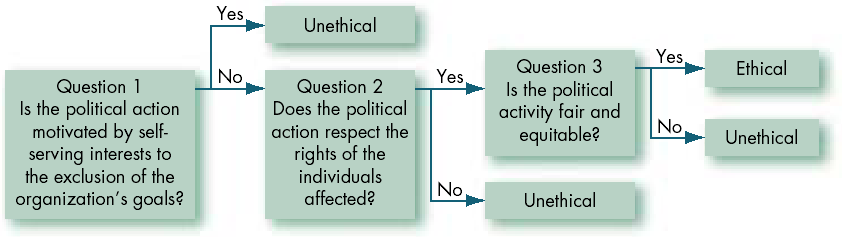 Question 1
Is the political action
motivated by self-
serving interests to
the exclusion of the
organization's goals?
Yes
Unethical
No
Question 2
Does the political
action respect the
rights of the
individuals
affected?
Yes
Question 3
Is the political
activity fair and
equitable?
Yes
Ethical
No
Unethical
No
Unethical